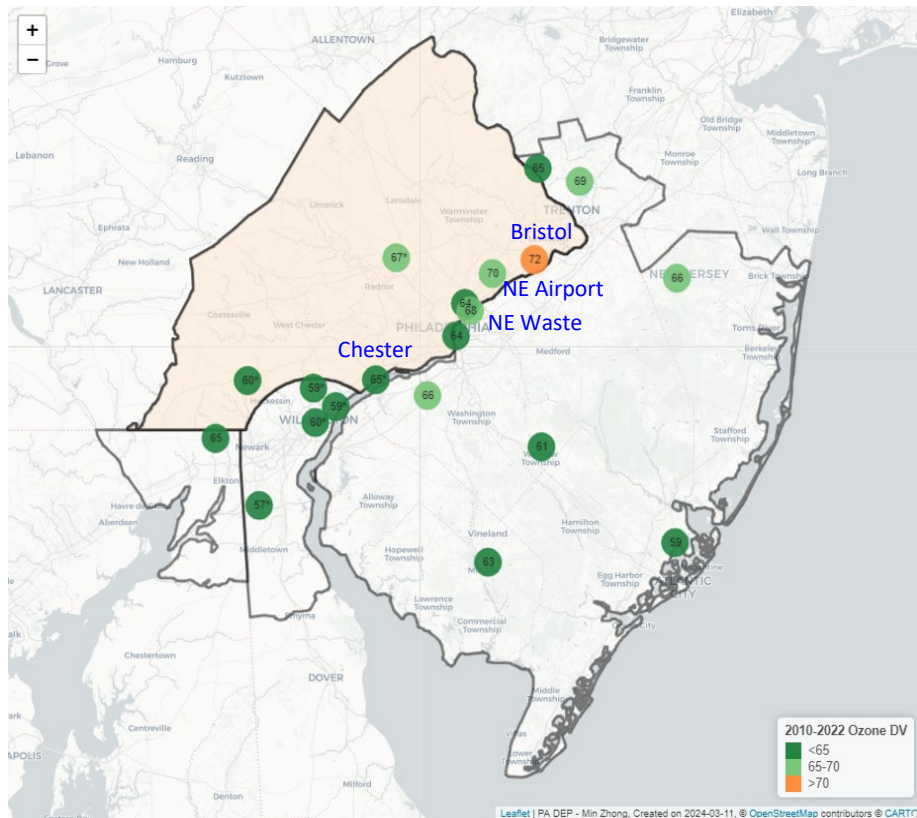 +
−
ALLENTOWN
Elizabeth
Bridgewater
Township
Hamburg
Kutztown
Franklin
Township
Old Bridge
Township
Middletown
Township
Lebanon
Reading
Monroe
Township
Long Branch
65
69
Limerick
Lansdale
TRENTON
Ephrata
Warminster
Township
Wall Township
New Holland
Bristol
67*
72
Radnor
70
66
Brick Township
LANCASTER
NE Airport
Coatesville
64
68
West Chester
PHILADELPHIA
NE Waste
64
Toms River
Berkeley
Township
Chester
Medford
60*
59*
65*
59*
66
Washington
Township
60*
Stafford
Township
65
Newark
61
Elkton
Alloway
Township
57*
Havre de
Aberdeen
Vineland
Hamilton
Township
Middletown
Hopewell
Township
59
63
Egg Harbor
Township
ATLANTIC
CITY
Lawrence
Township
Smyrna
Commercial
Township
Chestertown
DOVER
Middle
Township
Centreville
Villas
Lower
Township
Denton
Milford
2010-2022 Ozone DV
<65
65-70
>70
Leaflet | PA DEP - Min Zhong, Created on 2024-03-11, © OpenStreetMap contributors © CARTO